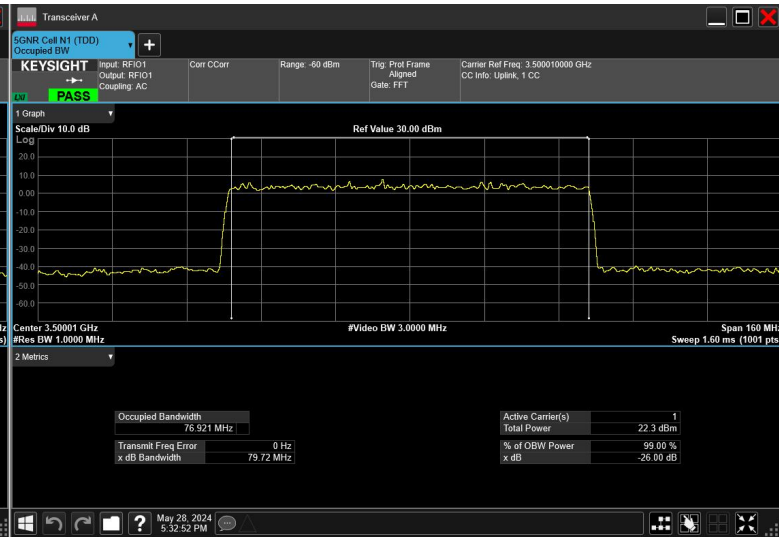 Transceiver A
5GNR Cell N1 (TDD)
Occupied BW
KEYSIGHT
LXI
PASS
Input: RFIO1
Output: RFIO1
Coupling: AC
Corr CCorr
Range: -60 dBm
Trig: Prot Frame
Aligned
Gate: FFT
Carrier Ref Freq: 3.500010000 GHz
CC Info: Uplink, 1 CC
1 Graph
Scale/Div 10.0 dB
Ref Value 30.00 dBm
Log
20.0
10.0
0.00
-10.0
-20.0
-30.0
-40.0
-50.0
-60.0
Center 3.50001 GHz
#Video BW 3.0000 MHz
Span 160 MHz
#Res BW 1.0000 MHz
Sweep 1.60 ms (1001 pts
2 Metrics
Occupied Bandwidth
76.921 MHz
Transmit Freq Error 0 Hz
x dB Bandwidth 79.72 MHz
Active Carrier(s) 1
Total Power 22.3 dBm
% of OBW Power 99.00 %
x dB -26.00 dB
?
May 28, 2024
5:32:52 PM